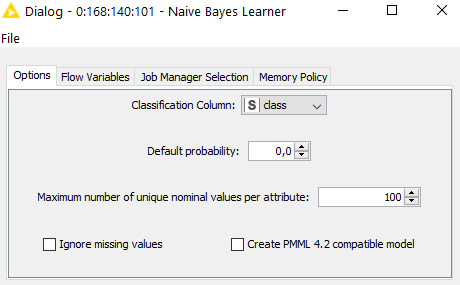 Dialog - 0:168:140:101 - Naive Bayes Learner
File
Options Flow Variables Job Manager Selection Memory Policy
Classification Column: S class
Default probability: 0,0
Maximum number of unique nominal values per attribute: 100
Ignore missing values Create PMML 4.2 compatible model